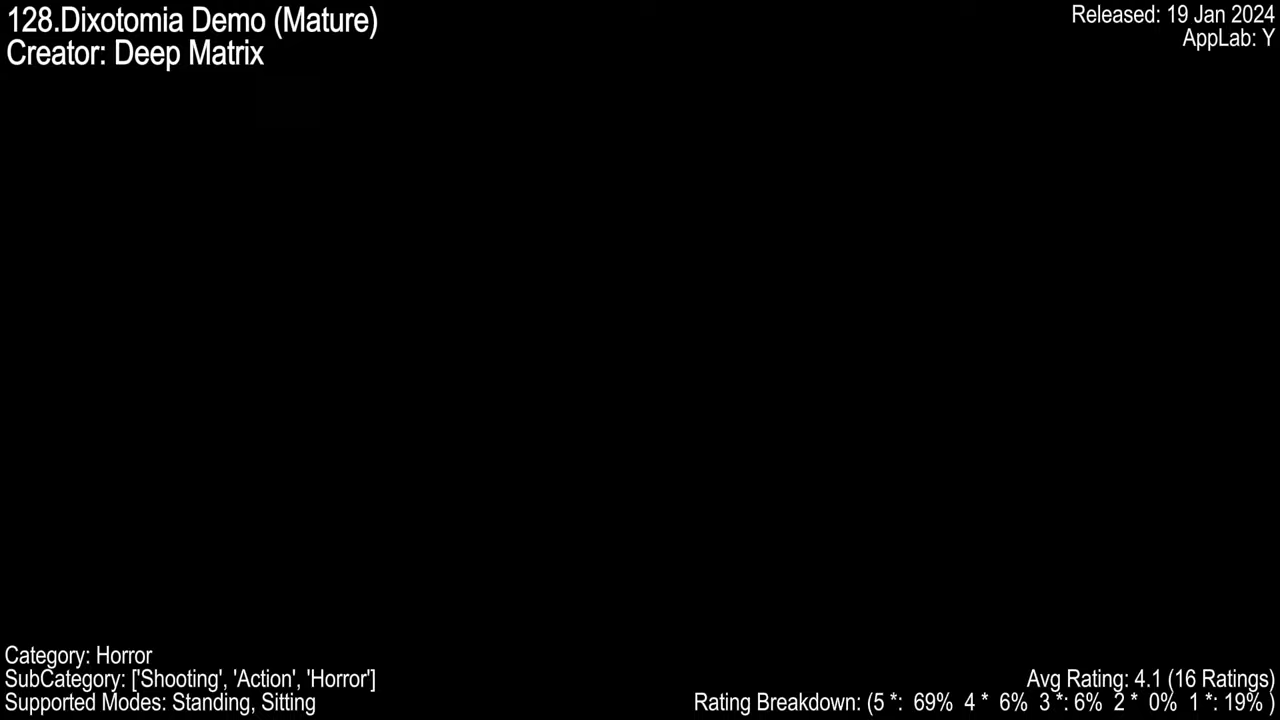 128.Dixotomia Demo (Mature)
Creator: Deep Matrix
Released: 19 Jan 2024
AppLab: Y
Category: Horror
SubCategory: ['Shooting', 'Action', 'Horror']
Supported Modes: Standing, Sitting
Avg Rating: 4.1 (16 Ratings)
Rating Breakdown: (5 *:  69%  4 *  6%  3 *: 6%  2 *  0%  1 *: 19% )